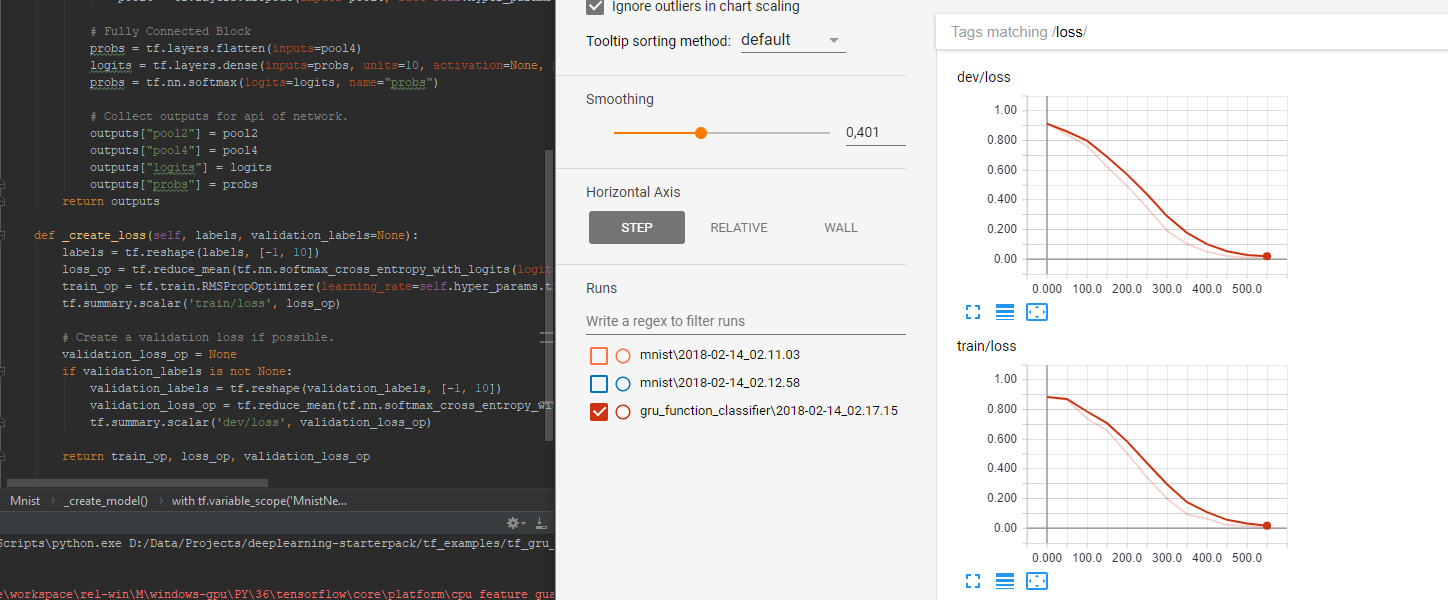 # Fully Connected Block
probs = tf.layers.flatten(inputs=pool4)
logits = tf.layers.dense(inputs=probs, units=10, activation=None,
probs = tf.nn.softmax(logits=logits, name="probs")
# Collect outputs for api of network.
outputs["pool2"] = pool2
outputs["pool4"] = pool4
outputs["logits"] = logits
outputs["probs"] = probs
return outputs
def _create_loss(self, labels, validation_labels=None):
labels = tf.reshape(labels, [-1, 10])
loss_op = tf.reduce_mean(tf.nn.softmax_cross_entropy_with_logits(logit
train_op = tf.train.RMSPropOptimizer(learning_rate=self.hyper_params.t
tf.summary.scalar('train/loss', loss_op)
# Create a validation loss if possible.
validation_loss_op = None
if validation_labels is not None:
validation_labels = tf.reshape(validation_labels, [-1, 10])
validation_loss_op = tf.reduce_mean(tf.nn.softmax_cross_entropy_wi
tf.summary.scalar('dev/loss', validation_loss_op)
return train_op, loss_op, validation_loss_op
Mnist _create_model() with tf.variable_scope('MnistNe...
Scripts\python.exe D:/Data/Projects/deeplearning-starterpack/tf_examples/tf_gru_
e\workspace\rel-win\M\windows-gpu\PY\36\tensorflow\core\platform\cpu_feature_gua
Ignore outliers in chart scaling
Tooltip sorting method: default
Smoothing
0,401
Horizontal Axis
STEP RELATIVE WALL
Runs
Write a regex to filter runs
mnist\2018-02-14_02.11.03
mnist\2018-02-14_02.12.58
gru_function_classifier\2018-02-14_02.17.15
Tags matching /loss/
dev/loss
1.00
0.800
0.600
0.400
0.200
0.00
0.000 100.0 200.0 300.0 400.0 500.0
train/loss
1.00
0.800
0.600
0.400
0.200
0.00
0.000 100.0 200.0 300.0 400.0 500.0